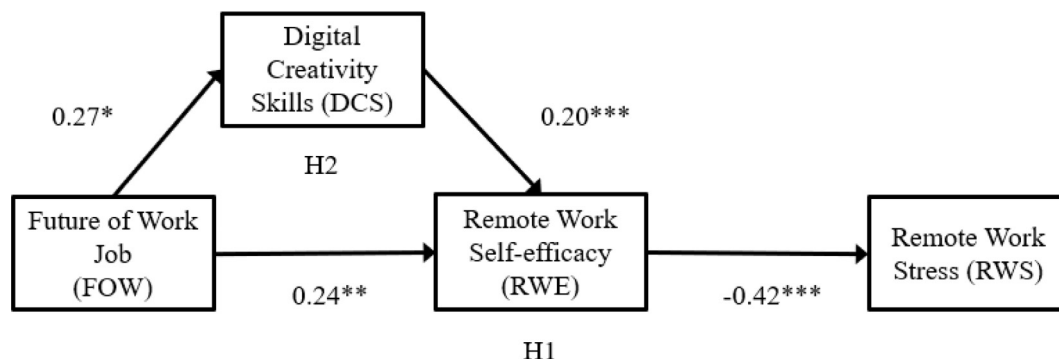 Digital
Creativity
Skills (DCS)
0.27*
0.20***
H2
Future of Work
Job
(FOW)
Remote Work
Self-efficacy
(RWE)
Remote Work
Stress (RWS)
0.24**
-0.42***
H1